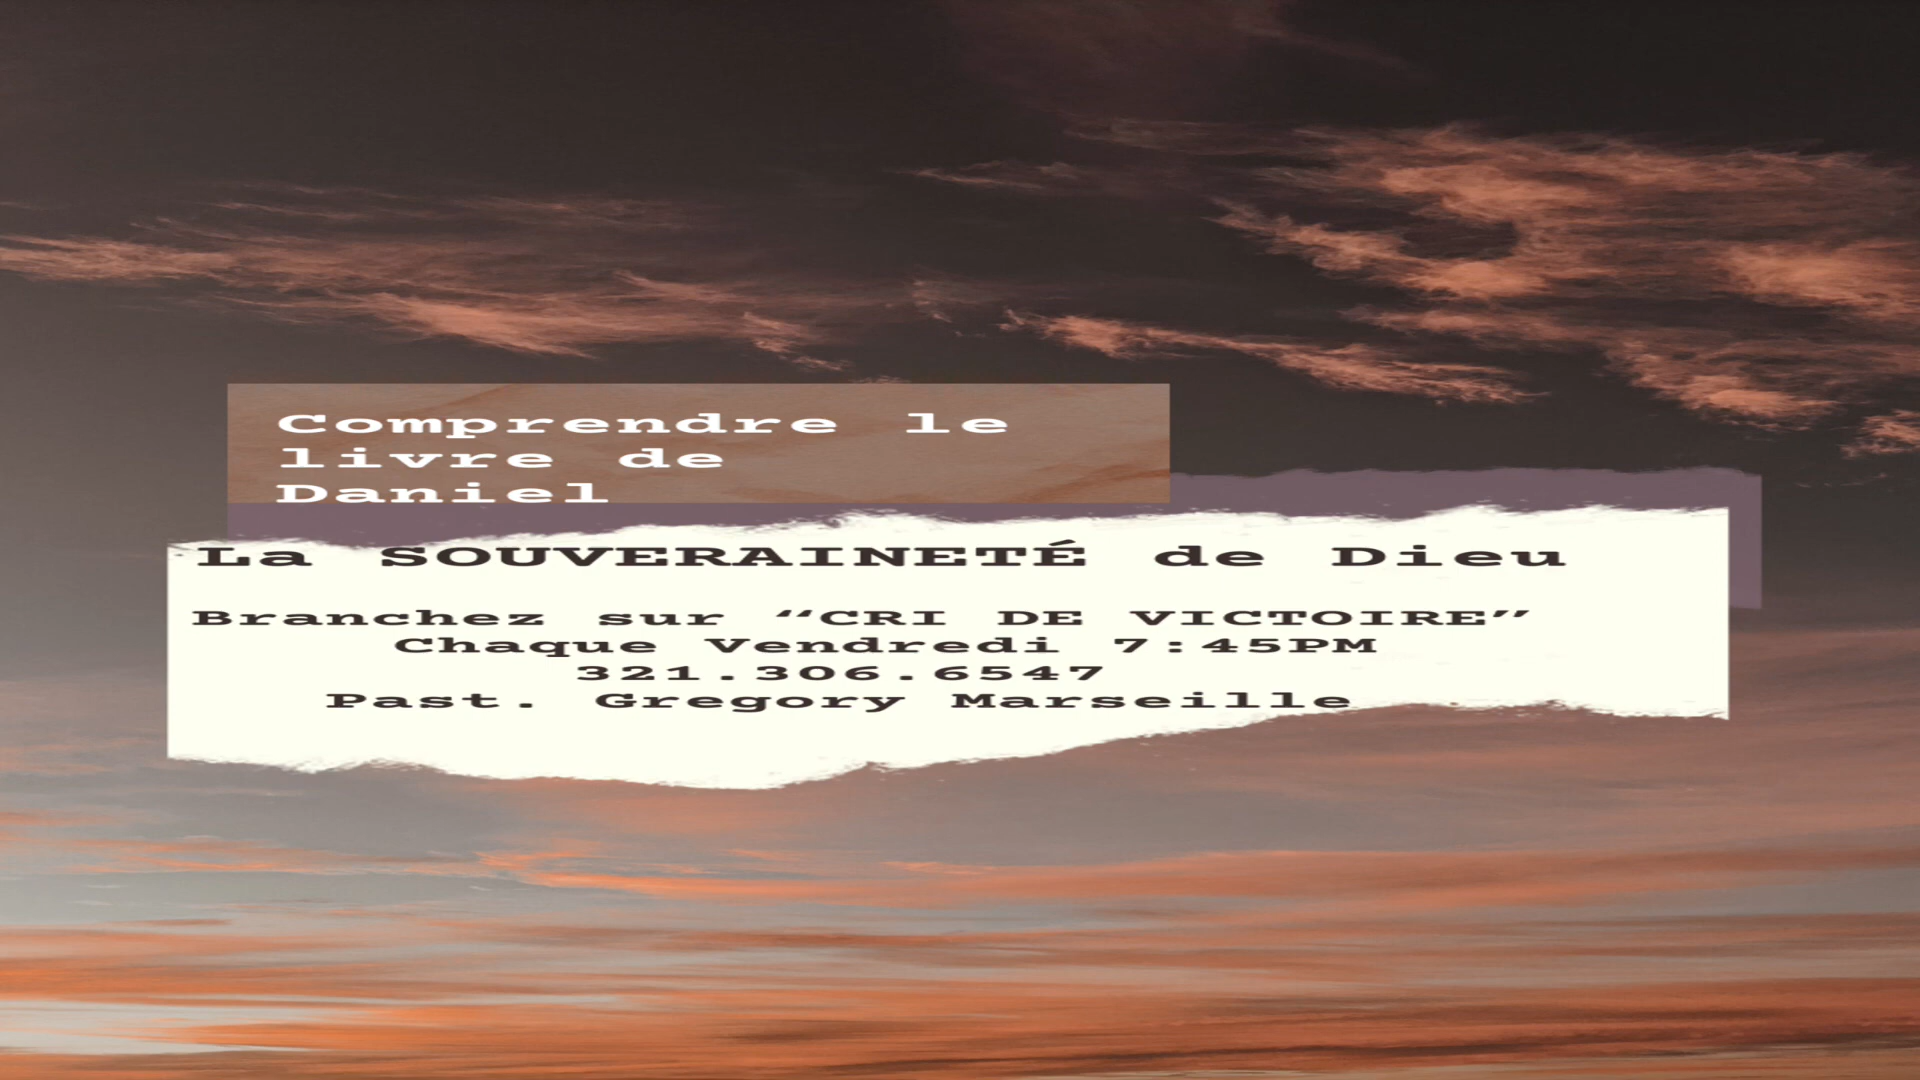 Comprendre le
livre de
Daniel
La SOUVERAINETÉ de Dieu
Branchez sur “CRI DE VICTOIRE”
Chaque Vendredi 7:45PM
321.306.6547
Past. Gregory Marseille